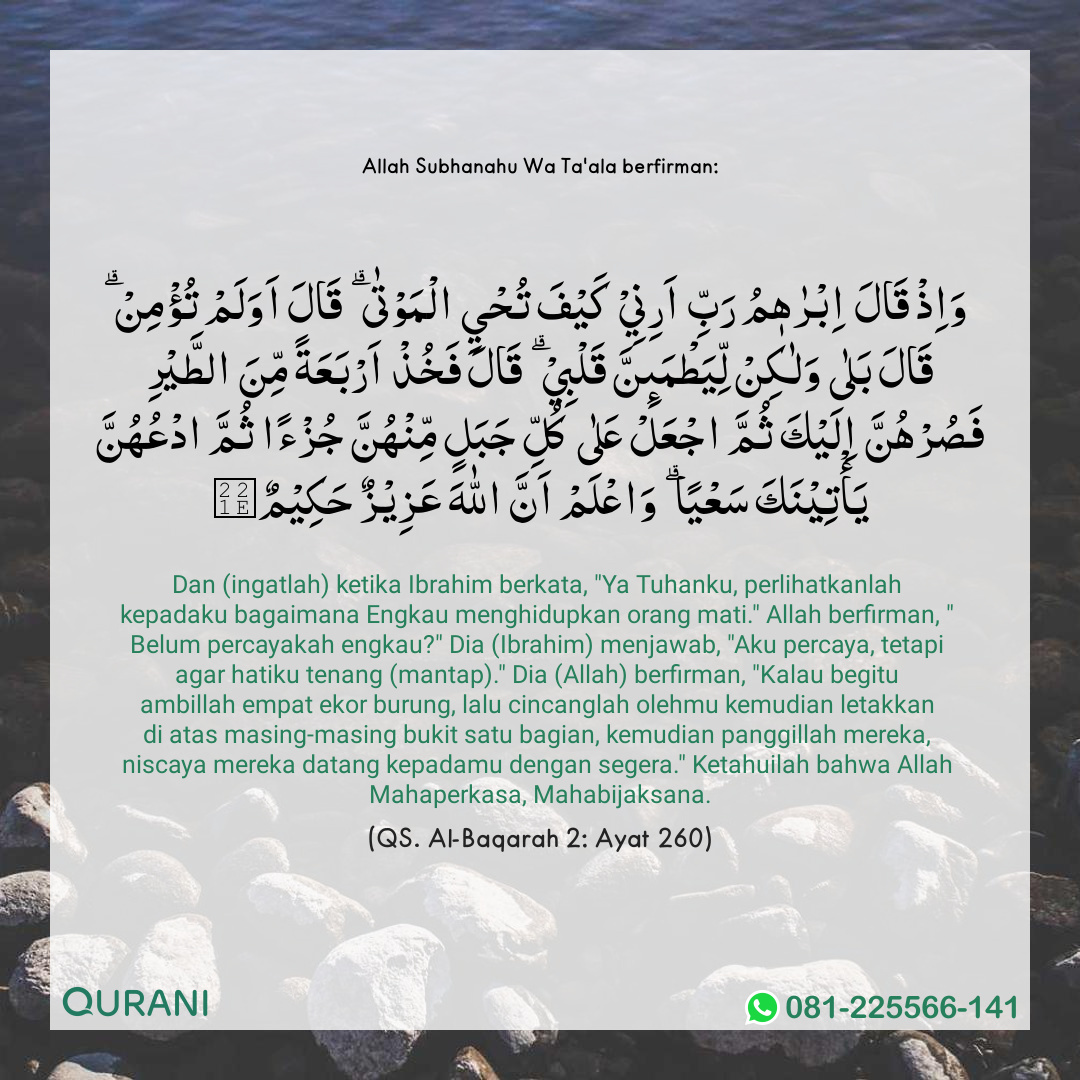 Allah Subhanahu Wa Ta'ala berfirman:
وَاِذْ قَالَ اِبْرٰهٖمُ رَبِّ اَرِنِيْ كَيْفَ تُحْيِ الْمَوْتٰى ۗ قَالَ اَوَلَمْ تُؤْمِنْ ۗ
قَالَ بَلٰى وَلٰـكِنْ لِّيَطْمَىِٕنَّ قَلْبِيْ ۗ قَالَ فَخُذْ اَرْبَعَةً مِّنَ الطَّيْرِ
فَصُرْهُنَّ إِلَيْكَ ثُمَّ اجْعَلْ عَلٰى كُلِّ جَبَلٍ مِّنْهُنَّ جُزْءًا ثُمَّ ادْعُهُنَّ
يَأْتِيْنَكَ سَعْيًا ۗ وَاعْلَمْ اَنَّ اللّٰهَ عَزِيْزٌ حَكِيْمٌ
Dan (ingatlah) ketika Ibrahim berkata, "Ya Tuhanku, perlihatkanlah
kepadaku bagaimana Engkau menghidupkan orang mati." Allah berfirman, "
Belum percayakah engkau?" Dia (Ibrahim) menjawab, "Aku percaya, tetapi
agar hatiku tenang (mantap)." Dia (Allah) berfirman, "Kalau begitu
ambillah empat ekor burung, lalu cincanglah olehmu kemudian letakkan
di atas masing-masing bukit satu bagian, kemudian panggillah mereka,
niscaya mereka datang kepadamu dengan segera." Ketahuilah bahwa Allah
Mahaperkasa, Mahabijaksana.
(QS. Al-Baqarah 2: Ayat 260)
QURANI
081-225566-141